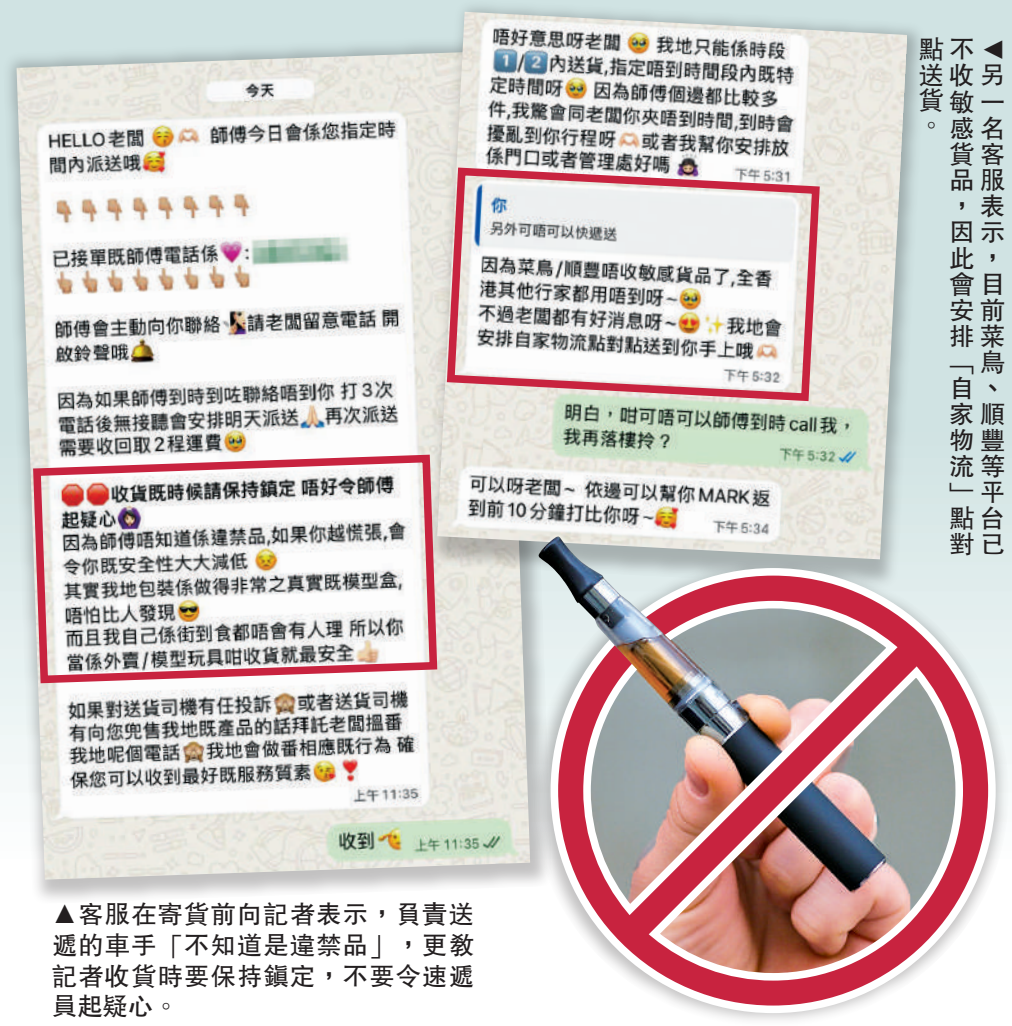 今天
HELLO老闆 😚🫶🏻 師傅今日會係您指定時
間內派送哦🥰
👇🏼👇🏼👇🏼👇🏼👇🏼👇🏼👇🏼👇🏼
已接單既師傅電話係💗:
👆🏼👆🏼👆🏼👆🏼👆🏼👆🏼👆🏼👆🏼
師傅會主動向你聯絡🤳🏻請老闆留意電話 開
啟鈴聲哦🛎️
因為如果師傅到時到咗聯絡唔到你 打3次
電話後無接聽會安排明天派送🙏🏻再次派送
需要收回取2程運費🥹
🛑🛑收貨既時候請保持鎮定 唔好令師傅
起疑心🙆🏻‍♀️
因為師傅唔知道係違禁品,如果你越慌張,會
令你既安全性大大減低 😣
其實我地包裝係做得非常之真實既模型盒,
唔怕比人發現😎
而且我自己係街到食都唔會有人理 所以你
當係外賣/模型玩具咁收貨就最安全👍🏻
如果對送貨司機有任投訴🙈或者送貨司機
有向您兜售我地既產品的話拜託老闆搵番
我地呢個電話🙈我地會做番相應既行為 確
保您可以收到最好既服務質素😘❣️
上午11:35
收到🫡 上午11:35
▲客服在寄貨前向記者表示，負責送
遞的車手「不知道是違禁品」，更教
記者收貨時要保持鎮定，不要令速遞
員起疑心。
唔好意思呀老闆 🥹 我地只能係時段
1️⃣/2️⃣內送貨,指定唔到時間段內既特
定時間呀🥹 因為師傅個邊都比較多
件,我驚會同老闆你夾唔到時間,到時會
擾亂到你行程呀🫶🏻或者我幫你安排放
係門口或者管理處好嗎 🙇🏻‍♀️ 下午5:31
你
另外可唔可以快遞送
因為菜鳥/順豐唔收敏感貨品了,全香
港其他行家都用唔到呀~🥹
不過老闆都有好消息呀~😍✨我地會
安排自家物流點對點送到你手上哦🫶🏻
下午5:32
明白，咁可唔可以師傅到時call我，
我再落樓拎？
下午5:32
可以呀老闆~ 依邊可以幫你MARK返
到前10分鐘打比你呀~🥰 下午5:34
◀另一名客服表示，目前菜鳥、順豐等平台已
不收敏感貨品，因此會安排「自家物流」點對
點送貨。